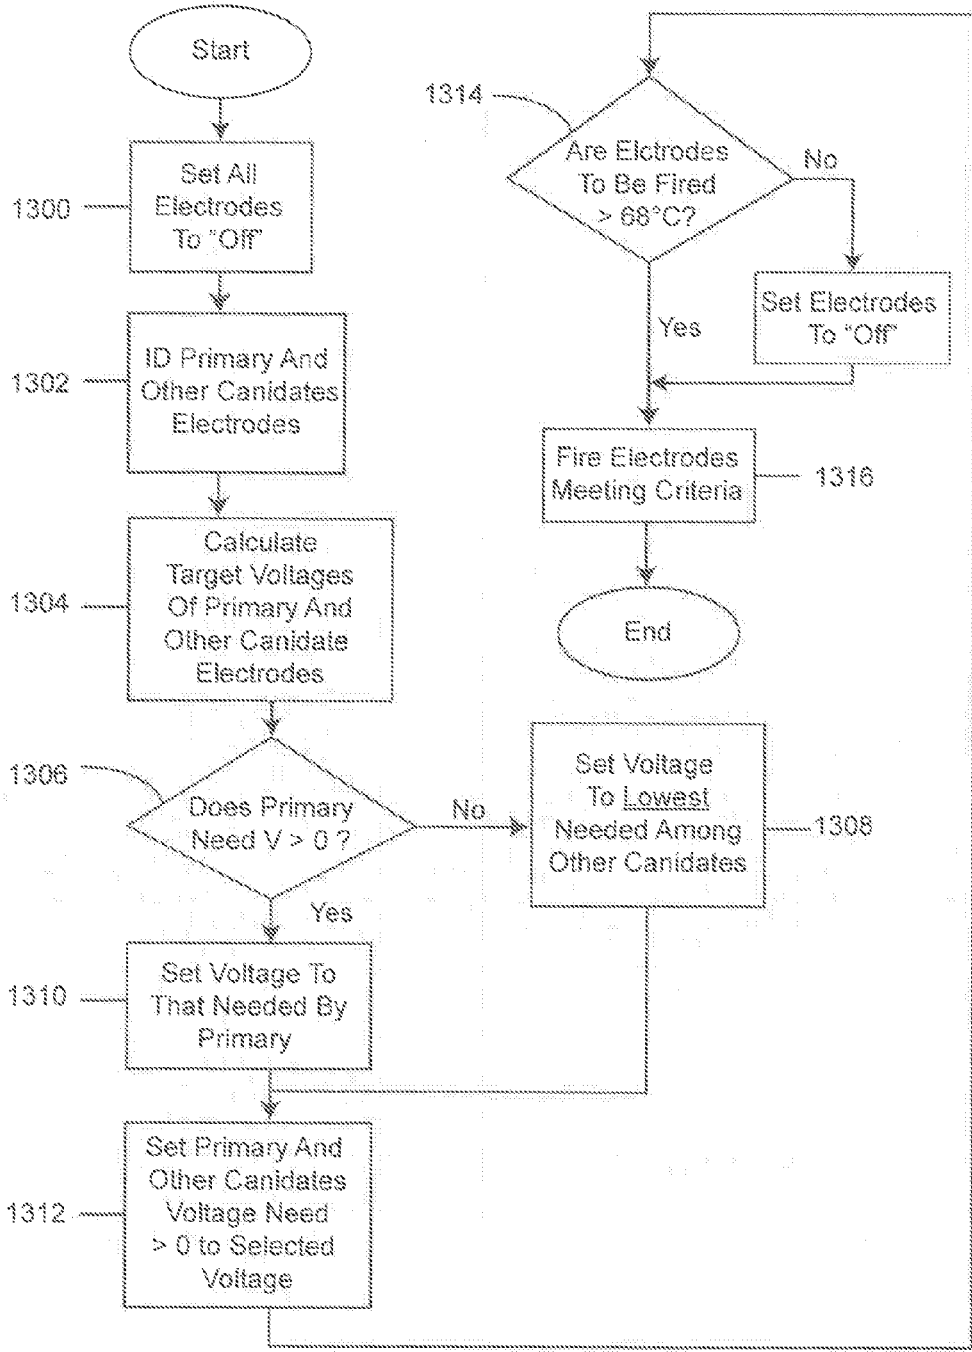 Start
1300
Set All
Electrodes
To "Off"
1302
ID Primary And
Other Canidates
Electrodes
1304
Calculate
Target Voltages
Of Primary And
Other Canidate
Electrodes
1306
Does Primary
Need V > 0 ?
No
Yes
Set Voltage
To Lowest
Needed Among
Other Canidates
1308
1310
Set Voltage To
That Needed By
Primary
1312
Set Primary And
Other Canidates
Voltage Need
> 0 to Selected
Voltage
1314
Are Elctrodes
To Be Fired
> 68°C?
No
Yes
Set Electrodes
To "Off"
Fire Electrodes
Meeting Criteria
1316
End